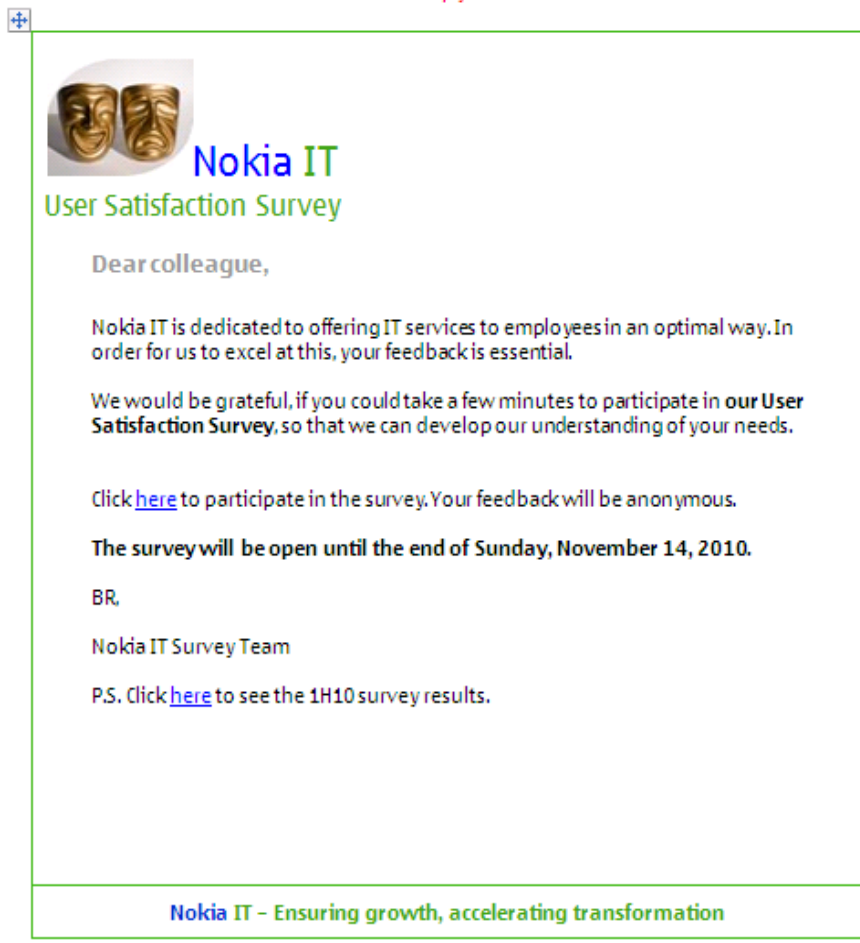 Nokia IT
User Satisfaction Survey
Dear colleague,
Nokia IT is dedicated to offering IT services to employees in an optimal way. In
order for us to excel at this, your feedback is essential.
We would be grateful, if you could take a few minutes to participate in our User
Satisfaction Survey, so that we can develop our understanding of your needs.
Click here to participate in the survey. Your feedback will be anonymous.
The survey will be open until the end of Sunday, November 14, 2010.
BR,
Nokia IT Survey Team
P.S. Click here to see the 1H10 survey results.
Nokia IT – Ensuring growth, accelerating transformation